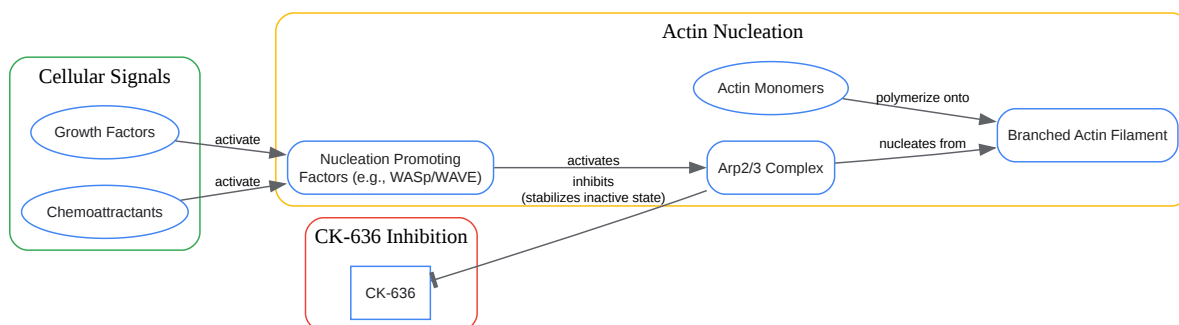 Actin Nucleation
Cellular Signals
Actin Monomers
polymerize onto
Growth Factors
activate
Branched Actin Filament
nucleates from
Nucleation Promoting
Factors (e.g., WASp/WAVE)
activates
Arp2/3 Complex
activate
inhibits
(stabilizes inactive state)
Chemoattractants
CK-636 Inhibition
CK-636